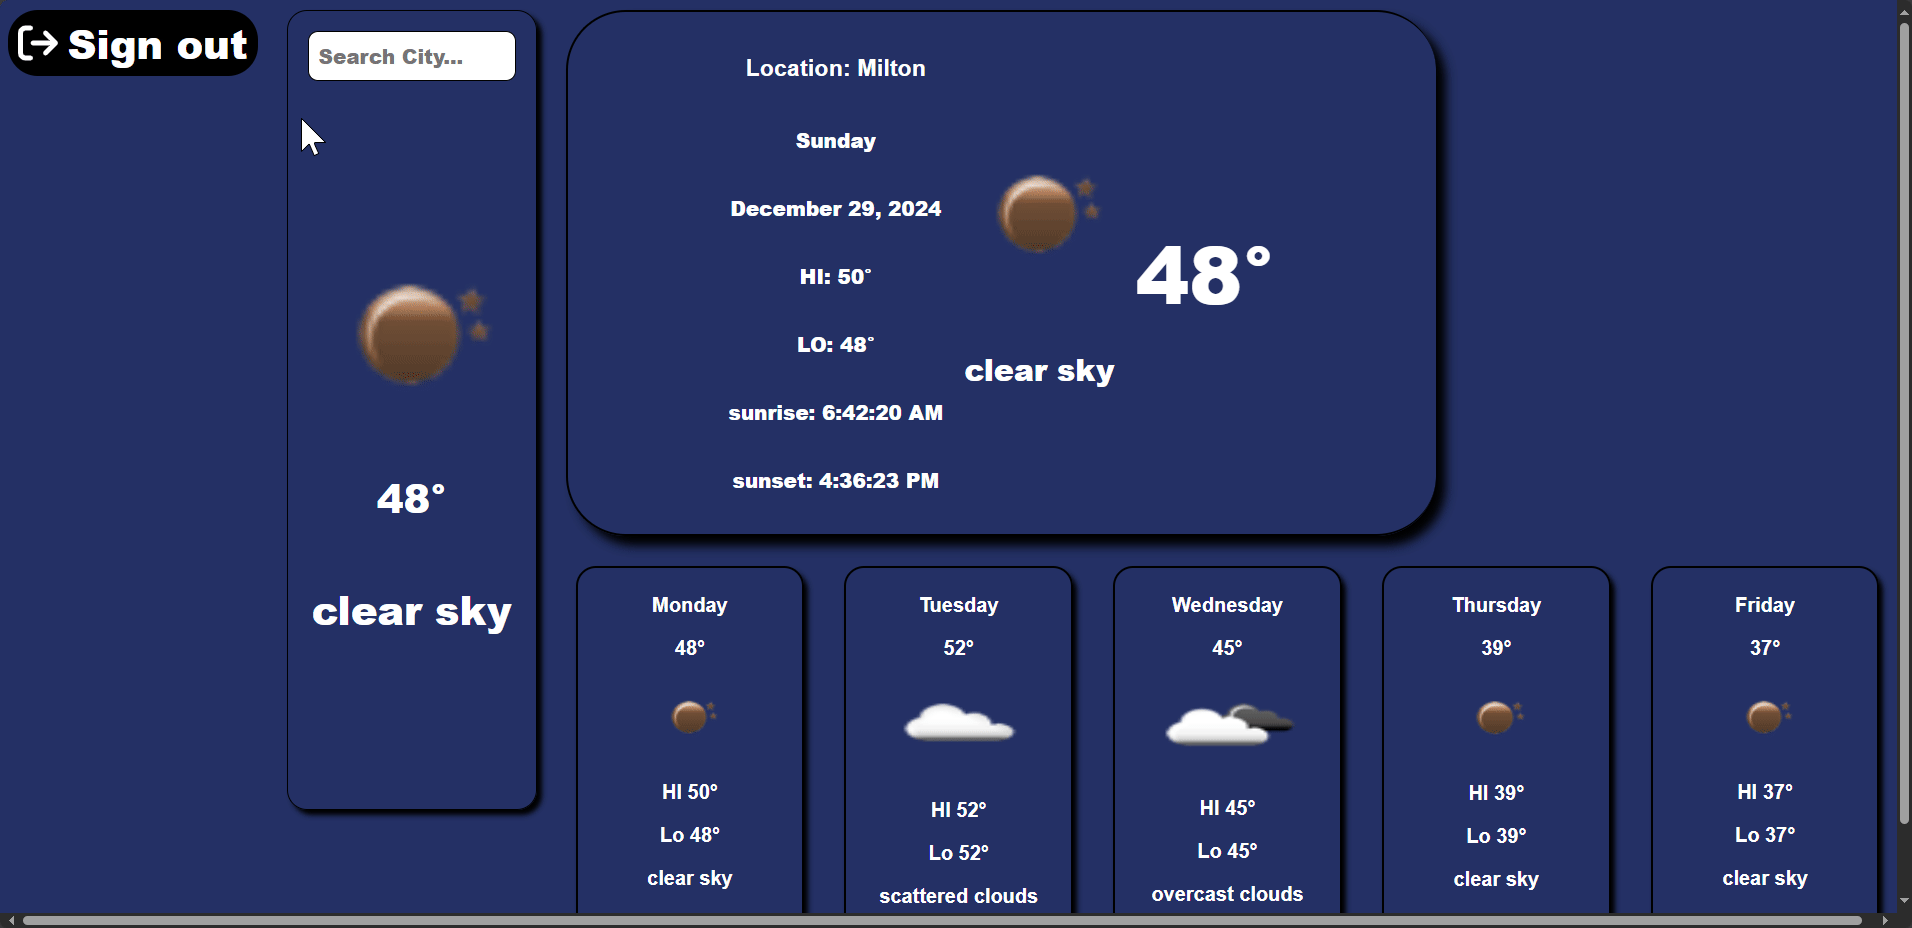 Sign out
Search City...
48°
clear sky
Location: Milton
Sunday
December 29, 2024
HI: 50°
LO: 48°
sunrise: 6:42:20 AM
sunset: 4:36:23 PM
clear sky
48°
Monday
48°
HI 50°
Lo 48°
clear sky
Tuesday
52°
HI 52°
Lo 52°
scattered clouds
Wednesday
45°
HI 45°
Lo 45°
overcast clouds
Thursday
39°
HI 39°
Lo 39°
clear sky
Friday
37°
HI 37°
Lo 37°
clear sky